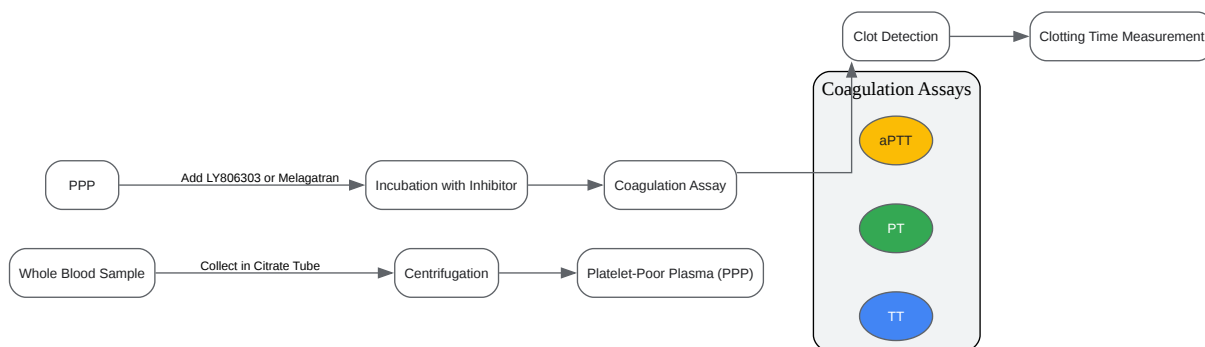 Clot Detection
Clotting Time Measurement
Coagulation Assays
aPTT
PPP
Add LY806303 or Melagatran
Incubation with Inhibitor
Coagulation Assay
PT
Whole Blood Sample
Collect in Citrate Tube
Centrifugation
Platelet-Poor Plasma (PPP)
TT